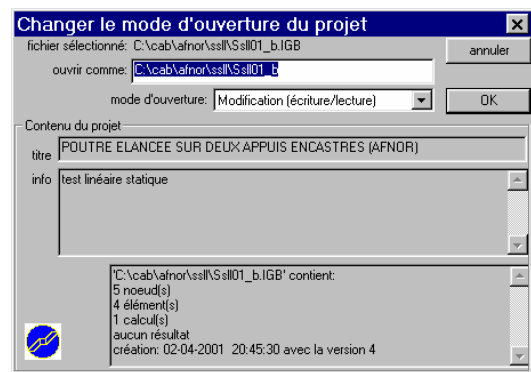 Changer le mode d'ouverture du projet
fichier sélectionné: C:\cab\afnor\ssll\Ssll01_b.IGB
annuler
ouvrir comme: C:\cab\afnor\ssll\Ssll01_b
mode d'ouverture: Modification (écriture/lecture)
OK
Contenu du projet
titre POUTRE ELANCEE SUR DEUX APPUIS ENCASTRES (AFNOR)
info test linéaire statique
'C:\cab\afnor\ssll\Ssll01_b.IGB' contient:
5 noeud(s)
4 élément(s)
1 calcul(s)
aucun résultat
création: 02-04-2001 20:45:30 avec la version 4